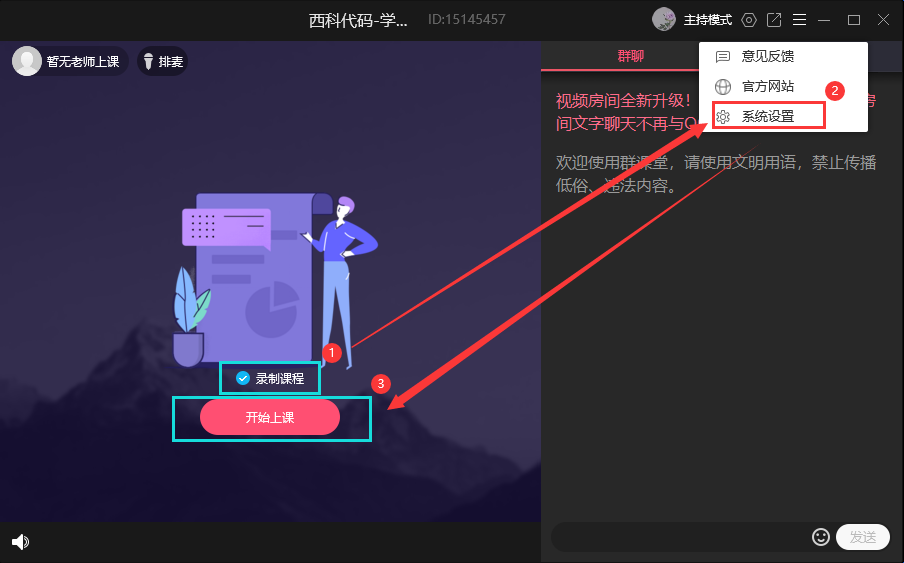 西科代码-学... ID:15145457 主持模式
暂无老师上课 排麦
群聊
意见反馈
官方网站
2
系统设置
视频房间全新升级! 房
间文字聊天不再与Q
欢迎使用群课堂，请使用文明用语，禁止传播
低俗、违法内容。
1
录制课程
3
开始上课
发送